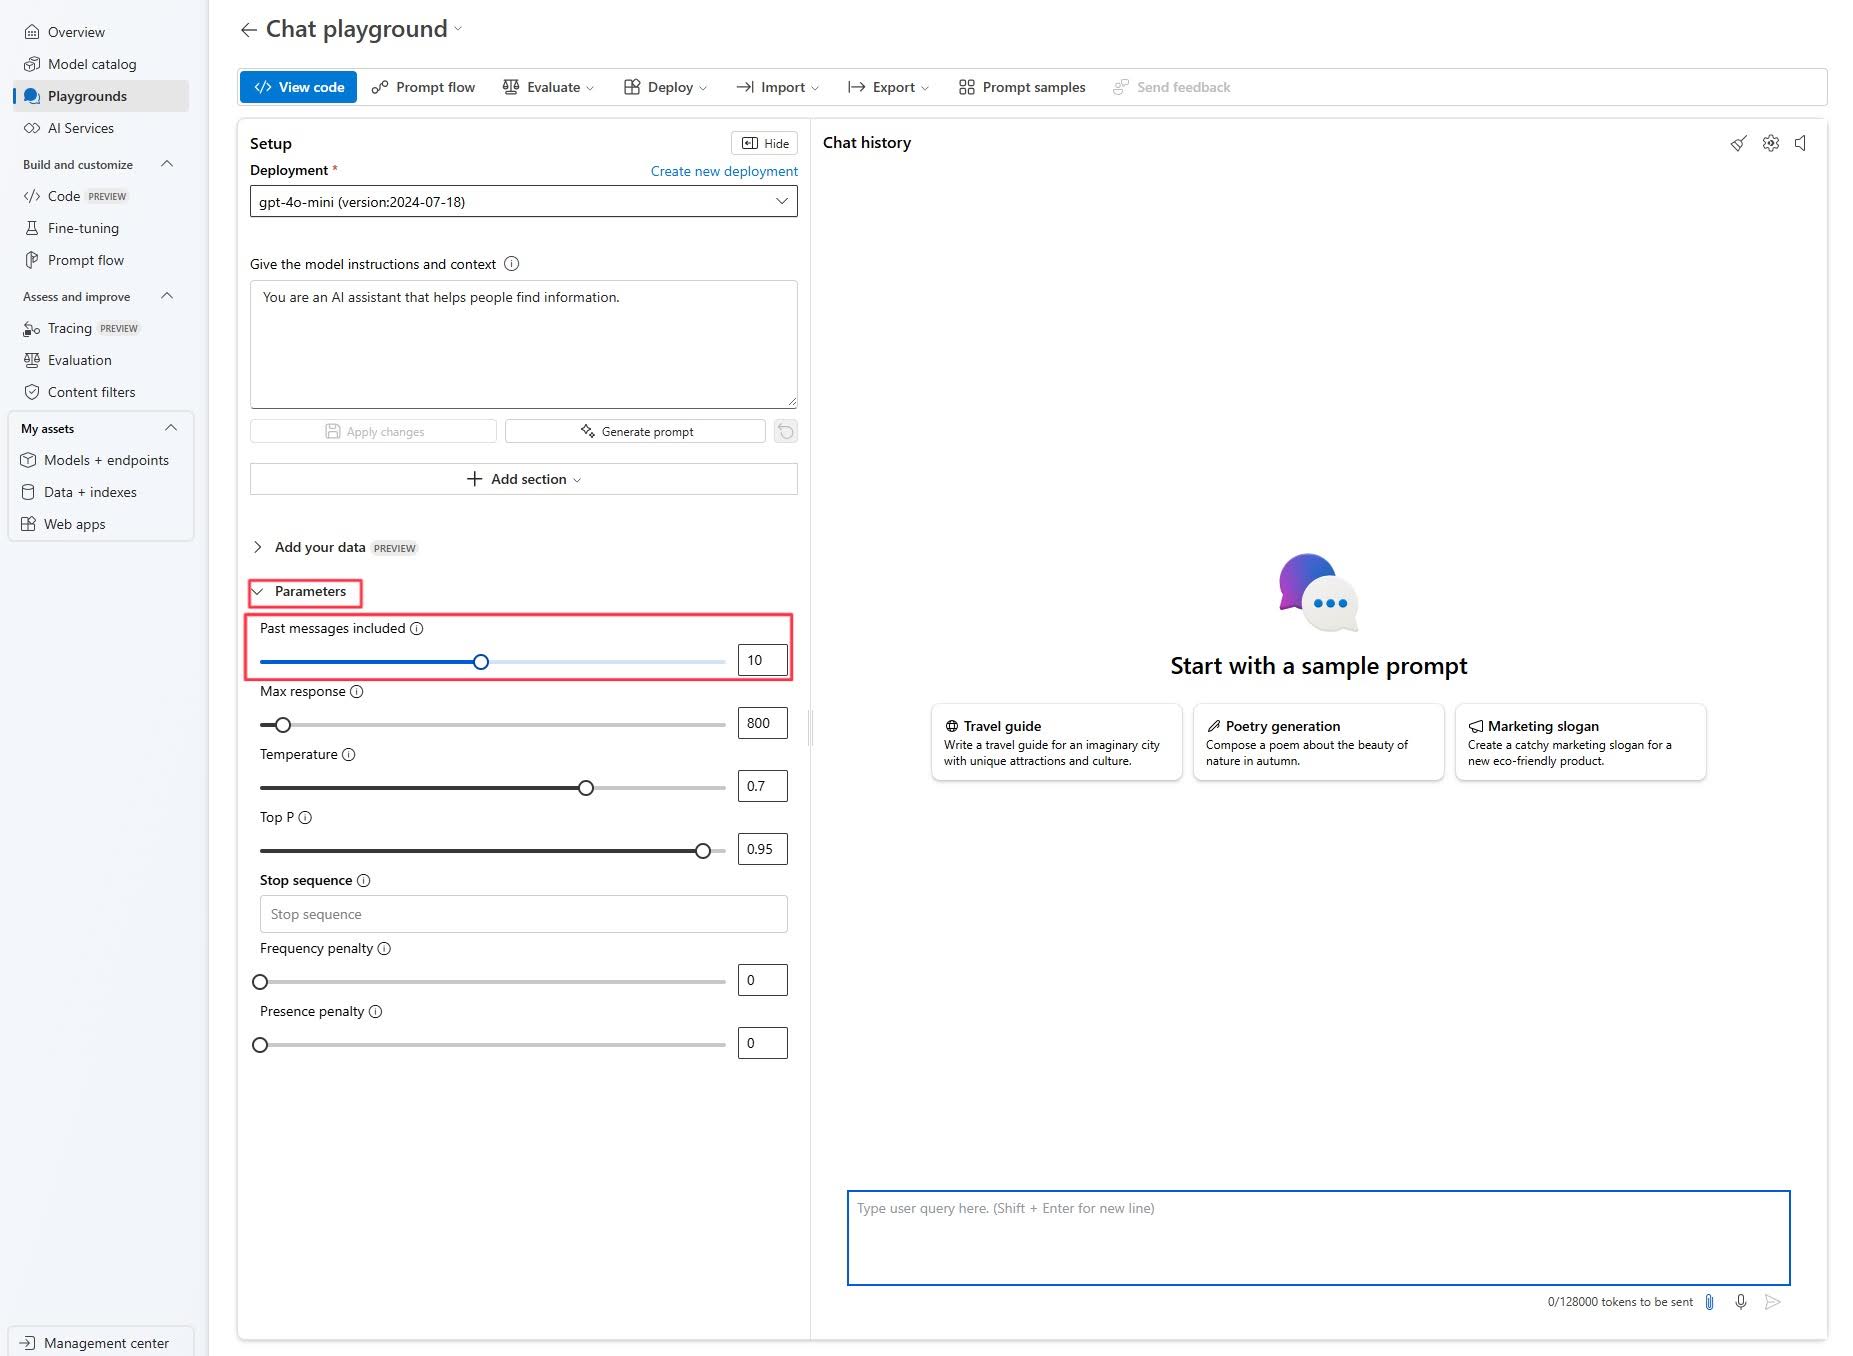 Overview
Model catalog
Playgrounds
AI Services
Build and customize
Code PREVIEW
Fine-tuning
Prompt flow
Assess and improve
Tracing PREVIEW
Evaluation
Content filters
My assets
Models + endpoints
Data + indexes
Web apps
Management center
Chat playground
View code
Prompt flow
Evaluate
Deploy
Import
Export
Prompt samples
Send feedback
Setup
Hide
Deployment *
Create new deployment
gpt-4o-mini (version:2024-07-18)
Give the model instructions and context
You are an AI assistant that helps people find information.
Apply changes
Generate prompt
Add section
Add your data PREVIEW
Parameters
Past messages included
10
Max response
800
Temperature
0.7
Top P
0.95
Stop sequence
Stop sequence
Frequency penalty
0
Presence penalty
0
Chat history
Start with a sample prompt
Travel guide
Write a travel guide for an imaginary city
with unique attractions and culture.
Poetry generation
Compose a poem about the beauty of
nature in autumn.
Marketing slogan
Create a catchy marketing slogan for a
new eco-friendly product.
Type user query here. (Shift + Enter for new line)
0/128000 tokens to be sent